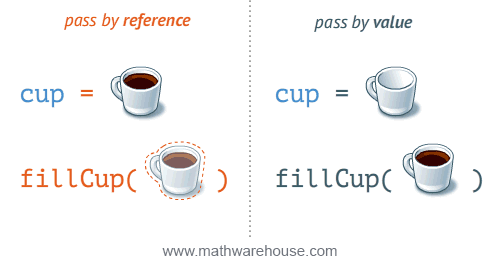 pass by reference
cup =
fillCup( )
pass by value
cup =
fillCup( )
www.mathwarehouse.com